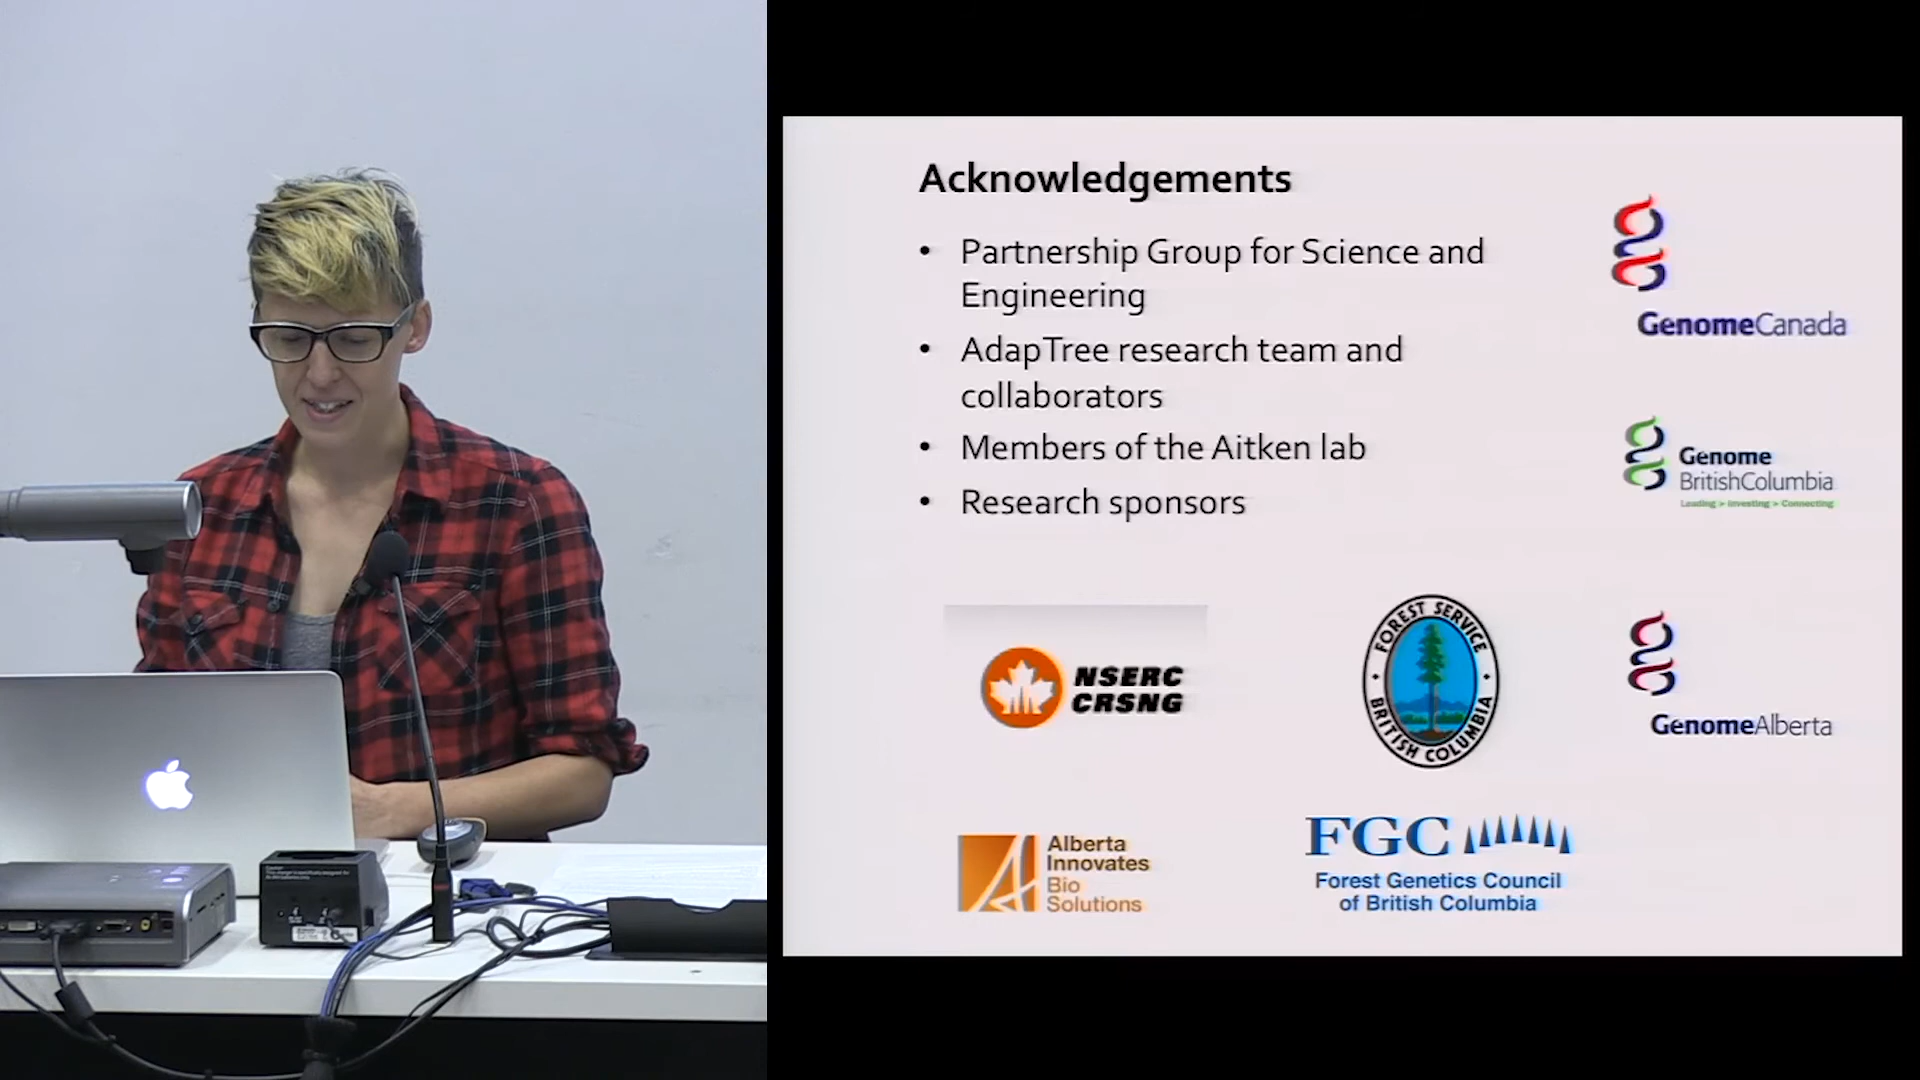 Acknowledgements
• Partnership Group for Science and
Engineering
• AdapTree research team and
collaborators
• Members of the Aitken lab
• Research sponsors
GenomeCanada
Genome
BritishColumbia
Leading > Investing > Connecting
NSERC
CRSNG
FOREST SERVICE
BRITISH COLUMBIA
GenomeAlberta
Alberta
Innovates
Bio
Solutions
FGC
Forest Genetics Council
of British Columbia